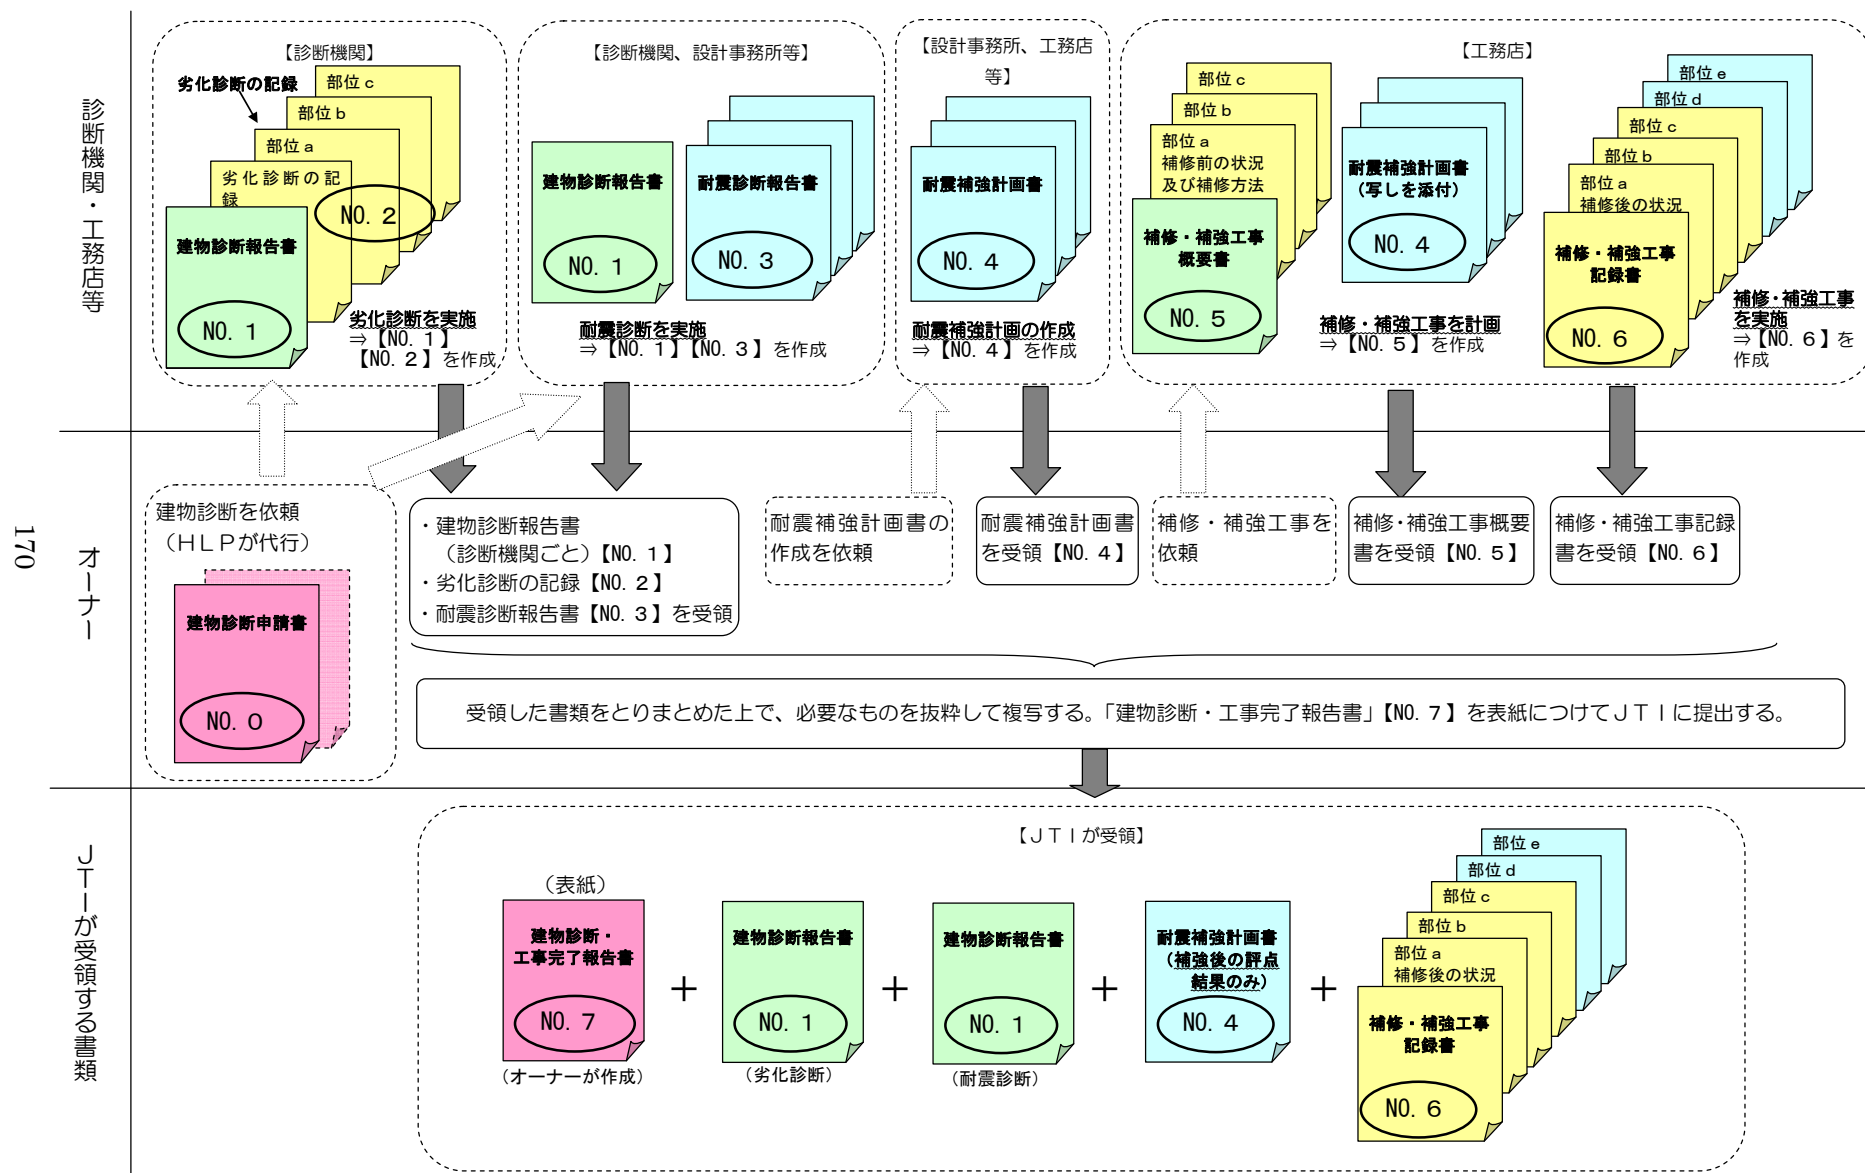 診断機関・工務店等
【診断機関】
劣化診断の記録
部位ｃ
部位ｂ
部位ａ
劣化診断の記
録
NO. 2
建物診断報告書
NO. 1
劣化診断を実施
⇒【NO. 1】
【NO. 2】を作成
【診断機関、設計事務所等】
建物診断報告書
NO. 1
耐震診断報告書
NO. 3
耐震診断を実施
⇒【NO. 1】【NO. 3】を作成
【設計事務所、工務店
等】
耐震補強計画書
NO. 4
耐震補強計画の作成
⇒【NO. 4】を作成
【工務店】
部位ｃ
部位ｂ
部位ａ
補修前の状況
及び補修方法
補修・補強工事
概要書
NO. 5
耐震補強計画書
（写しを添付）
NO. 4
補修・補強工事を計画
⇒【NO. 5】を作成
部位ｅ
部位ｄ
部位ｃ
部位ｂ
部位ａ
補修後の状況
補修・補強工事
記録書
NO. 6
補修・補強工事
を実施
⇒【NO. 6】を
作成
170
オーナー
建物診断を依頼
（ＨＬＰが代行）
建物診断申請書
NO. 0
・建物診断報告書
（診断機関ごと）【NO. 1】
・劣化診断の記録【NO. 2】
・耐震診断報告書【NO. 3】を受領
耐震補強計画書の
作成を依頼
耐震補強計画書
を受領【NO. 4】
補修・補強工事を
依頼
補修・補強工事概要
書を受領【NO. 5】
補修・補強工事記録
書を受領【NO. 6】
受領した書類をとりまとめた上で、必要なものを抜粋して複写する。「建物診断・工事完了報告書」【NO. 7】を表紙につけてＪＴＩに提出する。
ＪＴＩが受領する書類
【ＪＴＩが受領】
（表紙）
建物診断・
工事完了報告書
NO. 7
（オーナーが作成）
＋
建物診断報告書
NO. 1
（劣化診断）
＋
建物診断報告書
NO. 1
（耐震診断）
＋
耐震補強計画書
（補強後の評点
結果のみ）
NO. 4
＋
部位ｅ
部位ｄ
部位ｃ
部位ｂ
部位ａ
補修後の状況
補修・補強工事
記録書
NO. 6